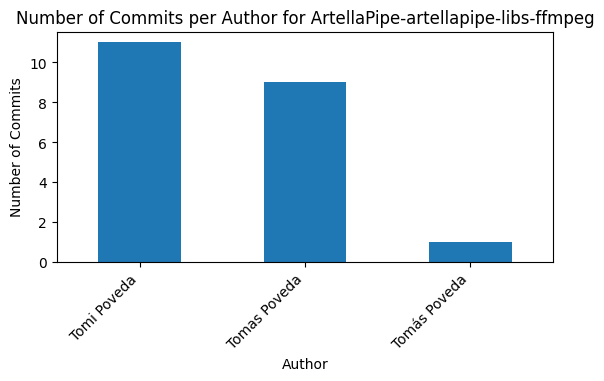 Number of Commits per Author for ArtellaPipe-artellapipe-libs-ffmpeg
Number of Commits
10
8
6
4
2
0
Tomi Poveda
Tomas Poveda
Tomás Poveda
Author